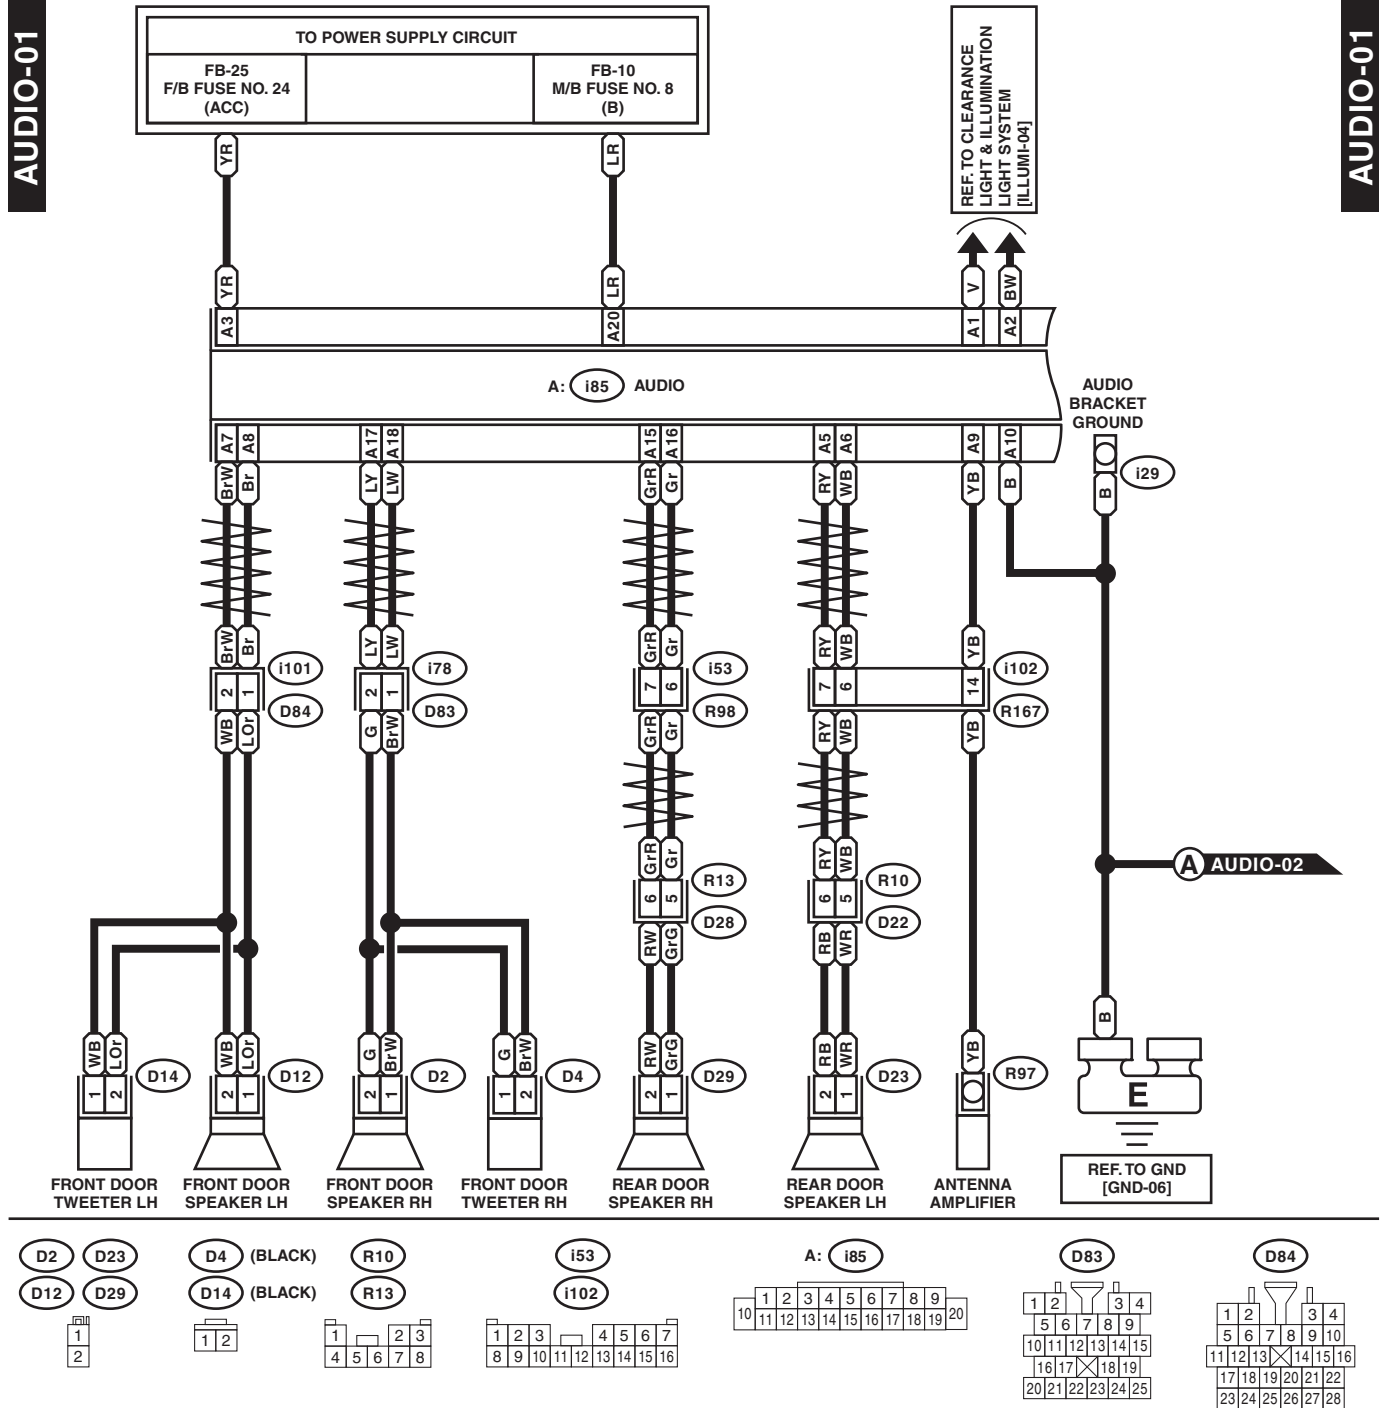 AUDIO-01
AUDIO-01
TO POWER SUPPLY CIRCUIT
FB-25
F/B FUSE NO. 24
(ACC)
FB-10
M/B FUSE NO. 8
(B)
REF. TO CLEARANCE
LIGHT & ILLUMINATION
LIGHT SYSTEM
[ILLUMI-04]
YR LR
YR LR V BW
A3 A20 A1 A2
A: i85 AUDIO
AUDIO
BRACKET
GROUND
A7 A8 A17 A18 A15 A16 A5 A6 A9 A10
i29
BrW Br LY LW GrR Gr RY WB YB B B
BrW Br LY LW GrR Gr RY WB YB
i101 i78 i53 i102
2 1 2 1 7 6 7 6 14
D84 D83 R98 R167
WB LOr G BrW GrR Gr RY WB YB
GrR Gr RY WB
A AUDIO-02
R13 R10
6 5 6 5
D28 D22
RW GrG RB WR
B
WB LOr WB LOr G BrW G BrW RW GrG RB WR YB
D14 D12 D2 D4 D29 D23 R97
1 2 2 1 2 1 1 2 2 1 2 1
E
FRONT DOOR
TWEETER LH
FRONT DOOR
SPEAKER LH
FRONT DOOR
SPEAKER RH
FRONT DOOR
TWEETER RH
REAR DOOR
SPEAKER RH
REAR DOOR
SPEAKER LH
ANTENNA
AMPLIFIER
REF. TO GND
[GND-06]
D2 D23
D12 D29
1
2
D4 (BLACK)
D14 (BLACK)
1 2
R10
R13
1 2 3
4 5 6 7 8
i53
i102
1 2 3 4 5 6 7
8 9 10 11 12 13 14 15 16
A: i85
1 2 3 4 5 6 7 8 9
10 20
11 12 13 14 15 16 17 18 19
D83
1 2 3 4
5 6 7 8 9
10 11 12 13 14 15
16 17 18 19
20 21 22 23 24 25
D84
1 2 3 4
5 6 7 8 9 10
11 12 13 14 15 16
17 18 19 20 21 22
23 24 25 26 27 28